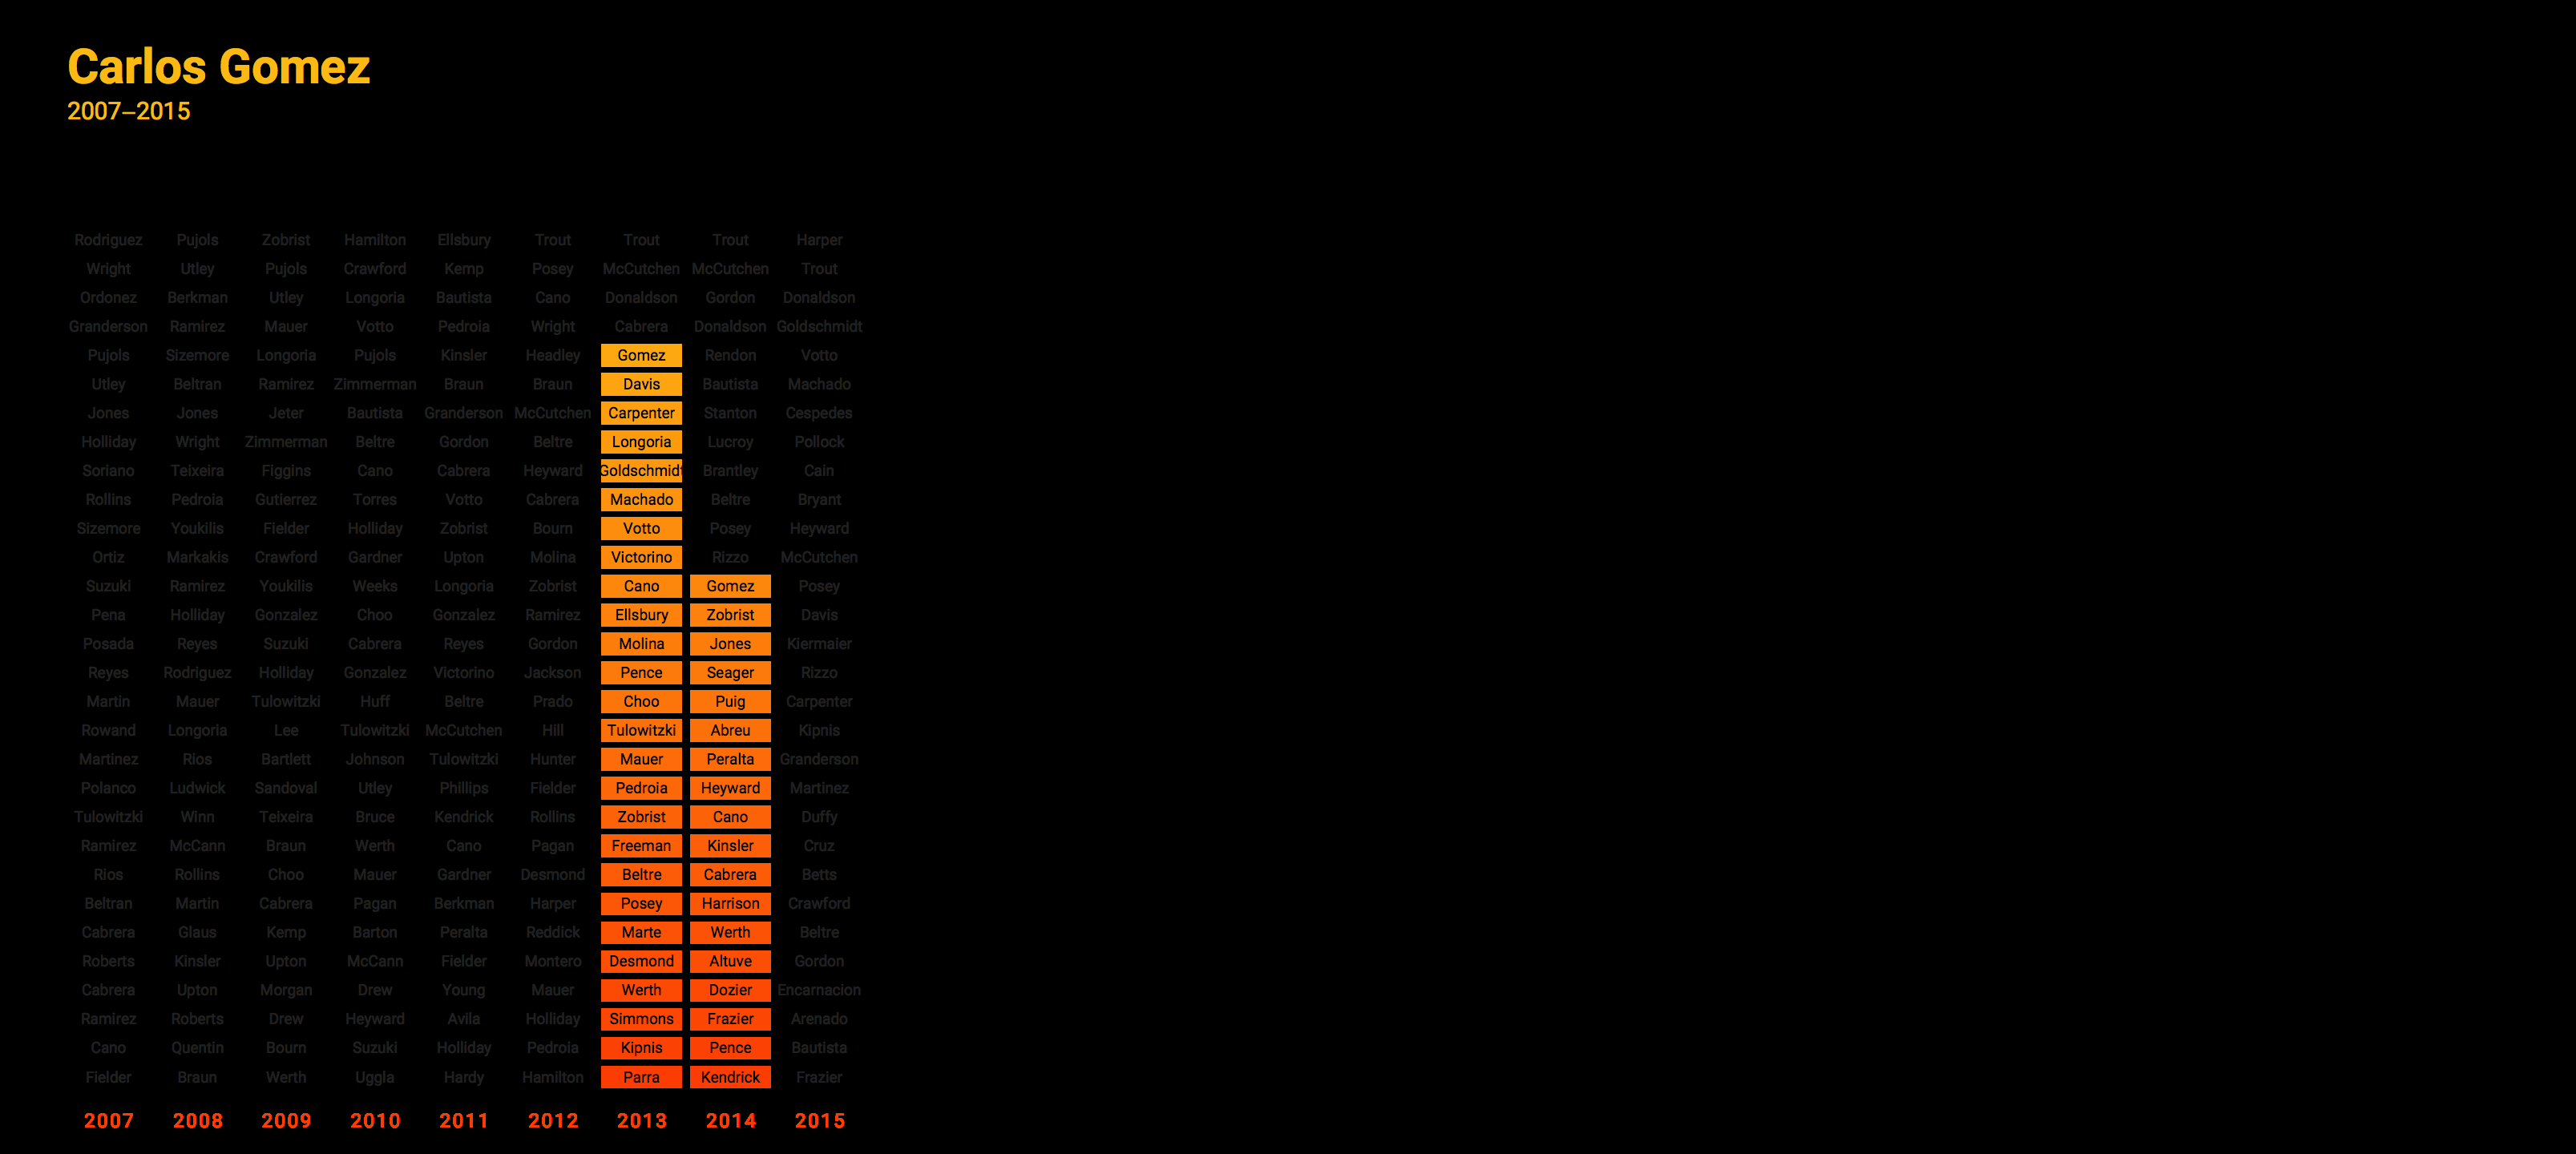 Carlos Gomez
2007–2015
Rodriguez Pujols Zobrist Hamilton Ellsbury Trout Trout Trout Harper
Wright Utley Pujols Crawford Kemp Posey McCutchen McCutchen Trout
Ordonez Berkman Utley Longoria Bautista Cano Donaldson Gordon Donaldson
Granderson Ramirez Mauer Votto Pedroia Wright Cabrera Donaldson Goldschmidt
Pujols Sizemore Longoria Pujols Kinsler Headley Gomez Rendon Votto
Utley Beltran Ramirez Zimmerman Braun Braun Davis Bautista Machado
Jones Jones Jeter Bautista Granderson McCutchen Carpenter Stanton Cespedes
Holliday Wright Zimmerman Beltre Gordon Beltre Longoria Lucroy Pollock
Soriano Teixeira Figgins Cano Cabrera Heyward Goldschmidt Brantley Cain
Rollins Pedroia Gutierrez Torres Votto Cabrera Machado Beltre Bryant
Sizemore Youkilis Fielder Holliday Zobrist Bourn Votto Posey Heyward
Ortiz Markakis Crawford Gardner Upton Molina Victorino Rizzo McCutchen
Suzuki Ramirez Youkilis Weeks Longoria Zobrist Cano Gomez Posey
Pena Holliday Gonzalez Choo Gonzalez Ramirez Ellsbury Zobrist Davis
Posada Reyes Suzuki Cabrera Reyes Gordon Molina Jones Kiermaier
Reyes Rodriguez Holliday Gonzalez Victorino Jackson Pence Seager Rizzo
Martin Mauer Tulowitzki Huff Beltre Prado Choo Puig Carpenter
Rowand Longoria Lee Tulowitzki McCutchen Hill Tulowitzki Abreu Kipnis
Martinez Rios Bartlett Johnson Tulowitzki Hunter Mauer Peralta Granderson
Polanco Ludwick Sandoval Utley Phillips Fielder Pedroia Heyward Martinez
Tulowitzki Winn Teixeira Bruce Kendrick Rollins Zobrist Cano Duffy
Ramirez McCann Braun Werth Cano Pagan Freeman Kinsler Cruz
Rios Rollins Choo Mauer Gardner Desmond Beltre Cabrera Betts
Beltran Martin Cabrera Pagan Berkman Harper Posey Harrison Crawford
Cabrera Glaus Kemp Barton Peralta Reddick Marte Werth Beltre
Roberts Kinsler Upton McCann Fielder Montero Desmond Altuve Gordon
Cabrera Upton Morgan Drew Young Mauer Werth Dozier Encarnacion
Ramirez Roberts Drew Heyward Avila Holliday Simmons Frazier Arenado
Cano Quentin Bourn Suzuki Holliday Pedroia Kipnis Pence Bautista
Fielder Braun Werth Uggla Hardy Hamilton Parra Kendrick Frazier
2007 2008 2009 2010 2011 2012 2013 2014 2015